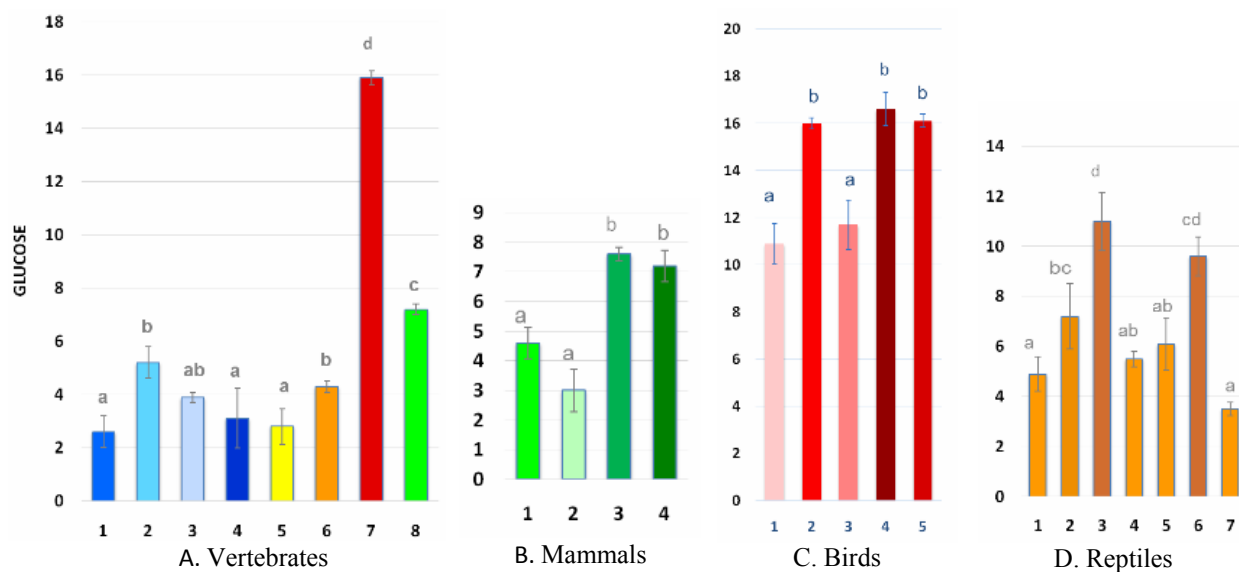 GLUCOSE
18
16
14
12
10
8
6
4
2
0
a
b
ab
a
a
b
d
c
1 2 3 4 5 6 7 8
A. Vertebrates
9
8
7
6
5
4
3
2
1
0
a
a
b
b
1 2 3 4
B. Mammals
20
18
16
14
12
10
8
6
4
2
0
a
b
a
b
b
1 2 3 4 5
C. Birds
14
12
10
8
6
4
2
0
a
bc
d
ab
ab
cd
a
1 2 3 4 5 6 7
D. Reptiles